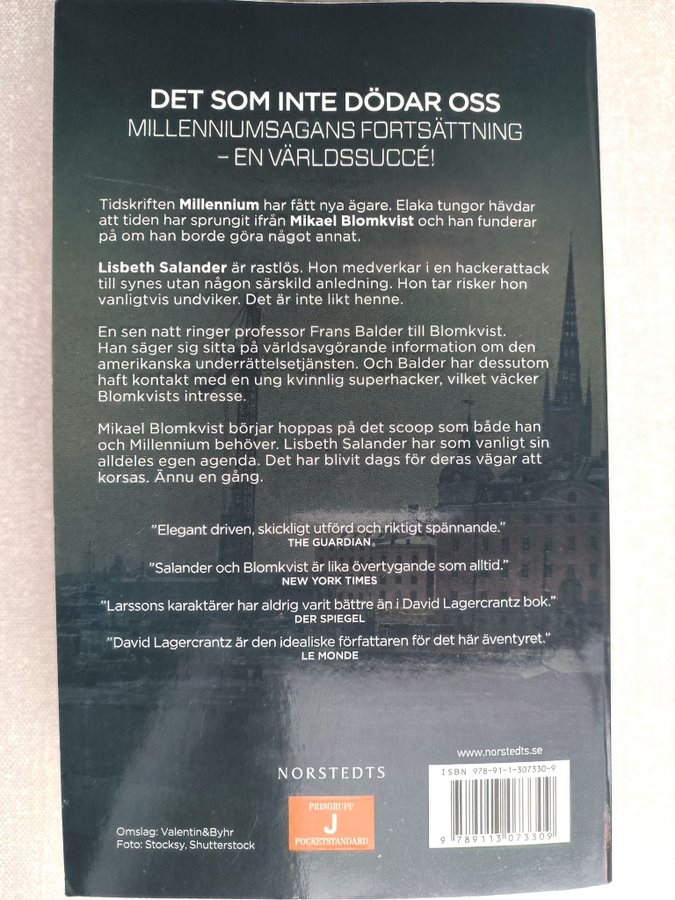 DET SOM INTE DÖDAR OSS
MILLENNIUMSAGANS FORTSÄTTNING
– EN VÄRLDSSUCCÉ!
Tidskriften Millennium har fått nya ägare. Elaka tungor hävdar
att tiden har sprungit ifrån Mikael Blomkvist och han funderar
på om han borde göra något annat.
Lisbeth Salander är rastlös. Hon medverkar i en hackerattack
till synes utan någon särskild anledning. Hon tar risker hon
vanligtvis undviker. Det är inte likt henne.
En sen natt ringer professor Frans Balder till Blomkvist.
Han säger sig sitta på världsavgörande information om den
amerikanska underrättelsetjänsten. Och Balder har dessutom
haft kontakt med en ung kvinnlig superhacker, vilket väcker
Blomkvists intresse.
Mikael Blomkvist börjar hoppas på det scoop som både han
och Millennium behöver. Lisbeth Salander har som vanligt sin
alldeles egen agenda. Det har blivit dags för deras vägar att
korsas. Ännu en gång.
”Elegant driven, skickligt utförd och riktigt spännande.”
THE GUARDIAN
”Salander och Blomkvist är lika övertygande som alltid.”
NEW YORK TIMES
”Larssons karaktärer har aldrig varit bättre än i David Lagercrantz bok.”
DER SPIEGEL
”David Lagercrantz är den idealiske författaren för det här äventyret.”
LE MONDE
www.norstedts.se
NORSTEDTS
ISBN 978-91-1-307330-9
PRISGRUPP
J
POCKETSTANDARD
9 789113 073309
Omslag: Valentin&Byhr
Foto: Stocksy, Shutterstock